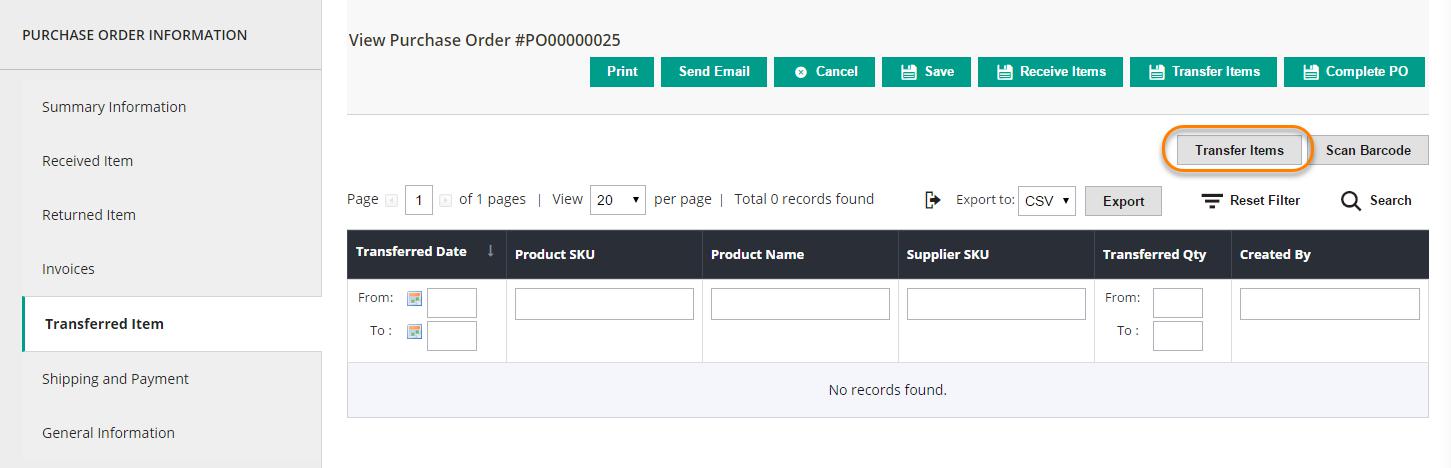 PURCHASE ORDER INFORMATION
Summary Information
Received Item
Returned Item
Invoices
Transferred Item
Shipping and Payment
General Information
View Purchase Order #PO00000025
Print Send Email Cancel Save Receive Items Transfer Items Complete PO
Transfer Items Scan Barcode
Page 1 of 1 pages | View 20 per page | Total 0 records found Export to: CSV Export Reset Filter Search
Transferred Date ↓ Product SKU Product Name Supplier SKU Transferred Qty Created By
From: From:
To : To :
No records found.